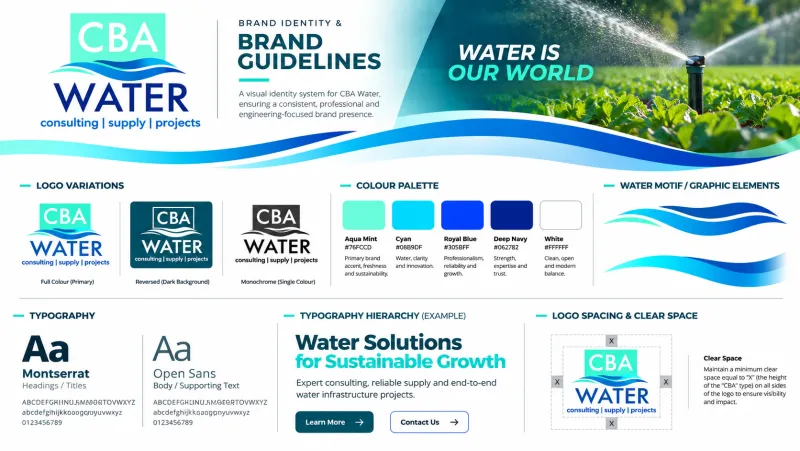 CBA
WATER
consulting | supply | projects
BRAND IDENTITY &
BRAND
GUIDELINES
A visual identity system for CBA Water,
ensuring a consistent, professional and
engineering-focused brand presence.
WATER IS
OUR WORLD
LOGO VARIATIONS
CBA
WATER
consulting | supply | projects
Full Colour (Primary)
CBA
WATER
consulting | supply | projects
Reversed (Dark Background)
CBA
WATER
consulting | supply | projects
Monochrome (Single Colour)
COLOUR PALETTE
Aqua Mint
#76FCCD
Primary brand
accent, freshness
and sustainability.
Cyan
#08B9DF
Water, clarity
and innovation.
Royal Blue
#305BFF
Professionalism,
reliability and
growth.
Deep Navy
#062782
Strength,
expertise and
trust.
White
#FFFFFF
Clean, open
and modern
balance.
WATER MOTIF / GRAPHIC ELEMENTS
TYPOGRAPHY
Aa
Montserrat
Headings / Titles
0123456789
Aa
Open Sans
Body / Supporting Text
0123456789
TYPOGRAPHY HIERARCHY (EXAMPLE)
Water Solutions
for Sustainable Growth
Expert consulting, reliable supply and end-to-end
water infrastructure projects.
Learn More →
Contact Us →
LOGO SPACING & CLEAR SPACE
X
X
CBA
WATER
consulting | supply | projects
X
X
Clear Space
Maintain a minimum clear
space equal to "X" (the height
of the "CBA" type) on all sides
of the logo to ensure visibility
and impact.